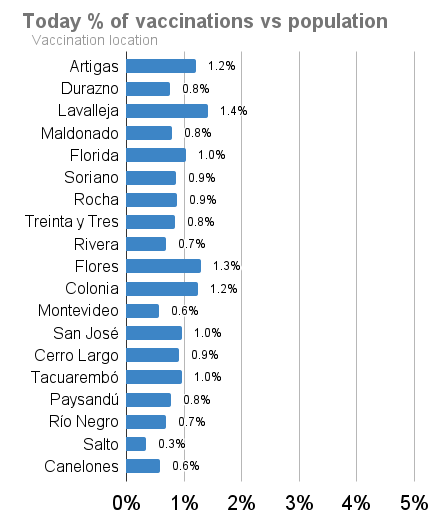 Today % of vaccinations vs population
Vaccination location
Artigas 1.2%
Durazno 0.8%
Lavalleja 1.4%
Maldonado 0.8%
Florida 1.0%
Soriano 0.9%
Rocha 0.9%
Treinta y Tres 0.8%
Rivera 0.7%
Flores 1.3%
Colonia 1.2%
Montevideo 0.6%
San José 1.0%
Cerro Largo 0.9%
Tacuarembó 1.0%
Paysandú 0.8%
Río Negro 0.7%
Salto 0.3%
Canelones 0.6%
0% 1% 2% 3% 4% 5%